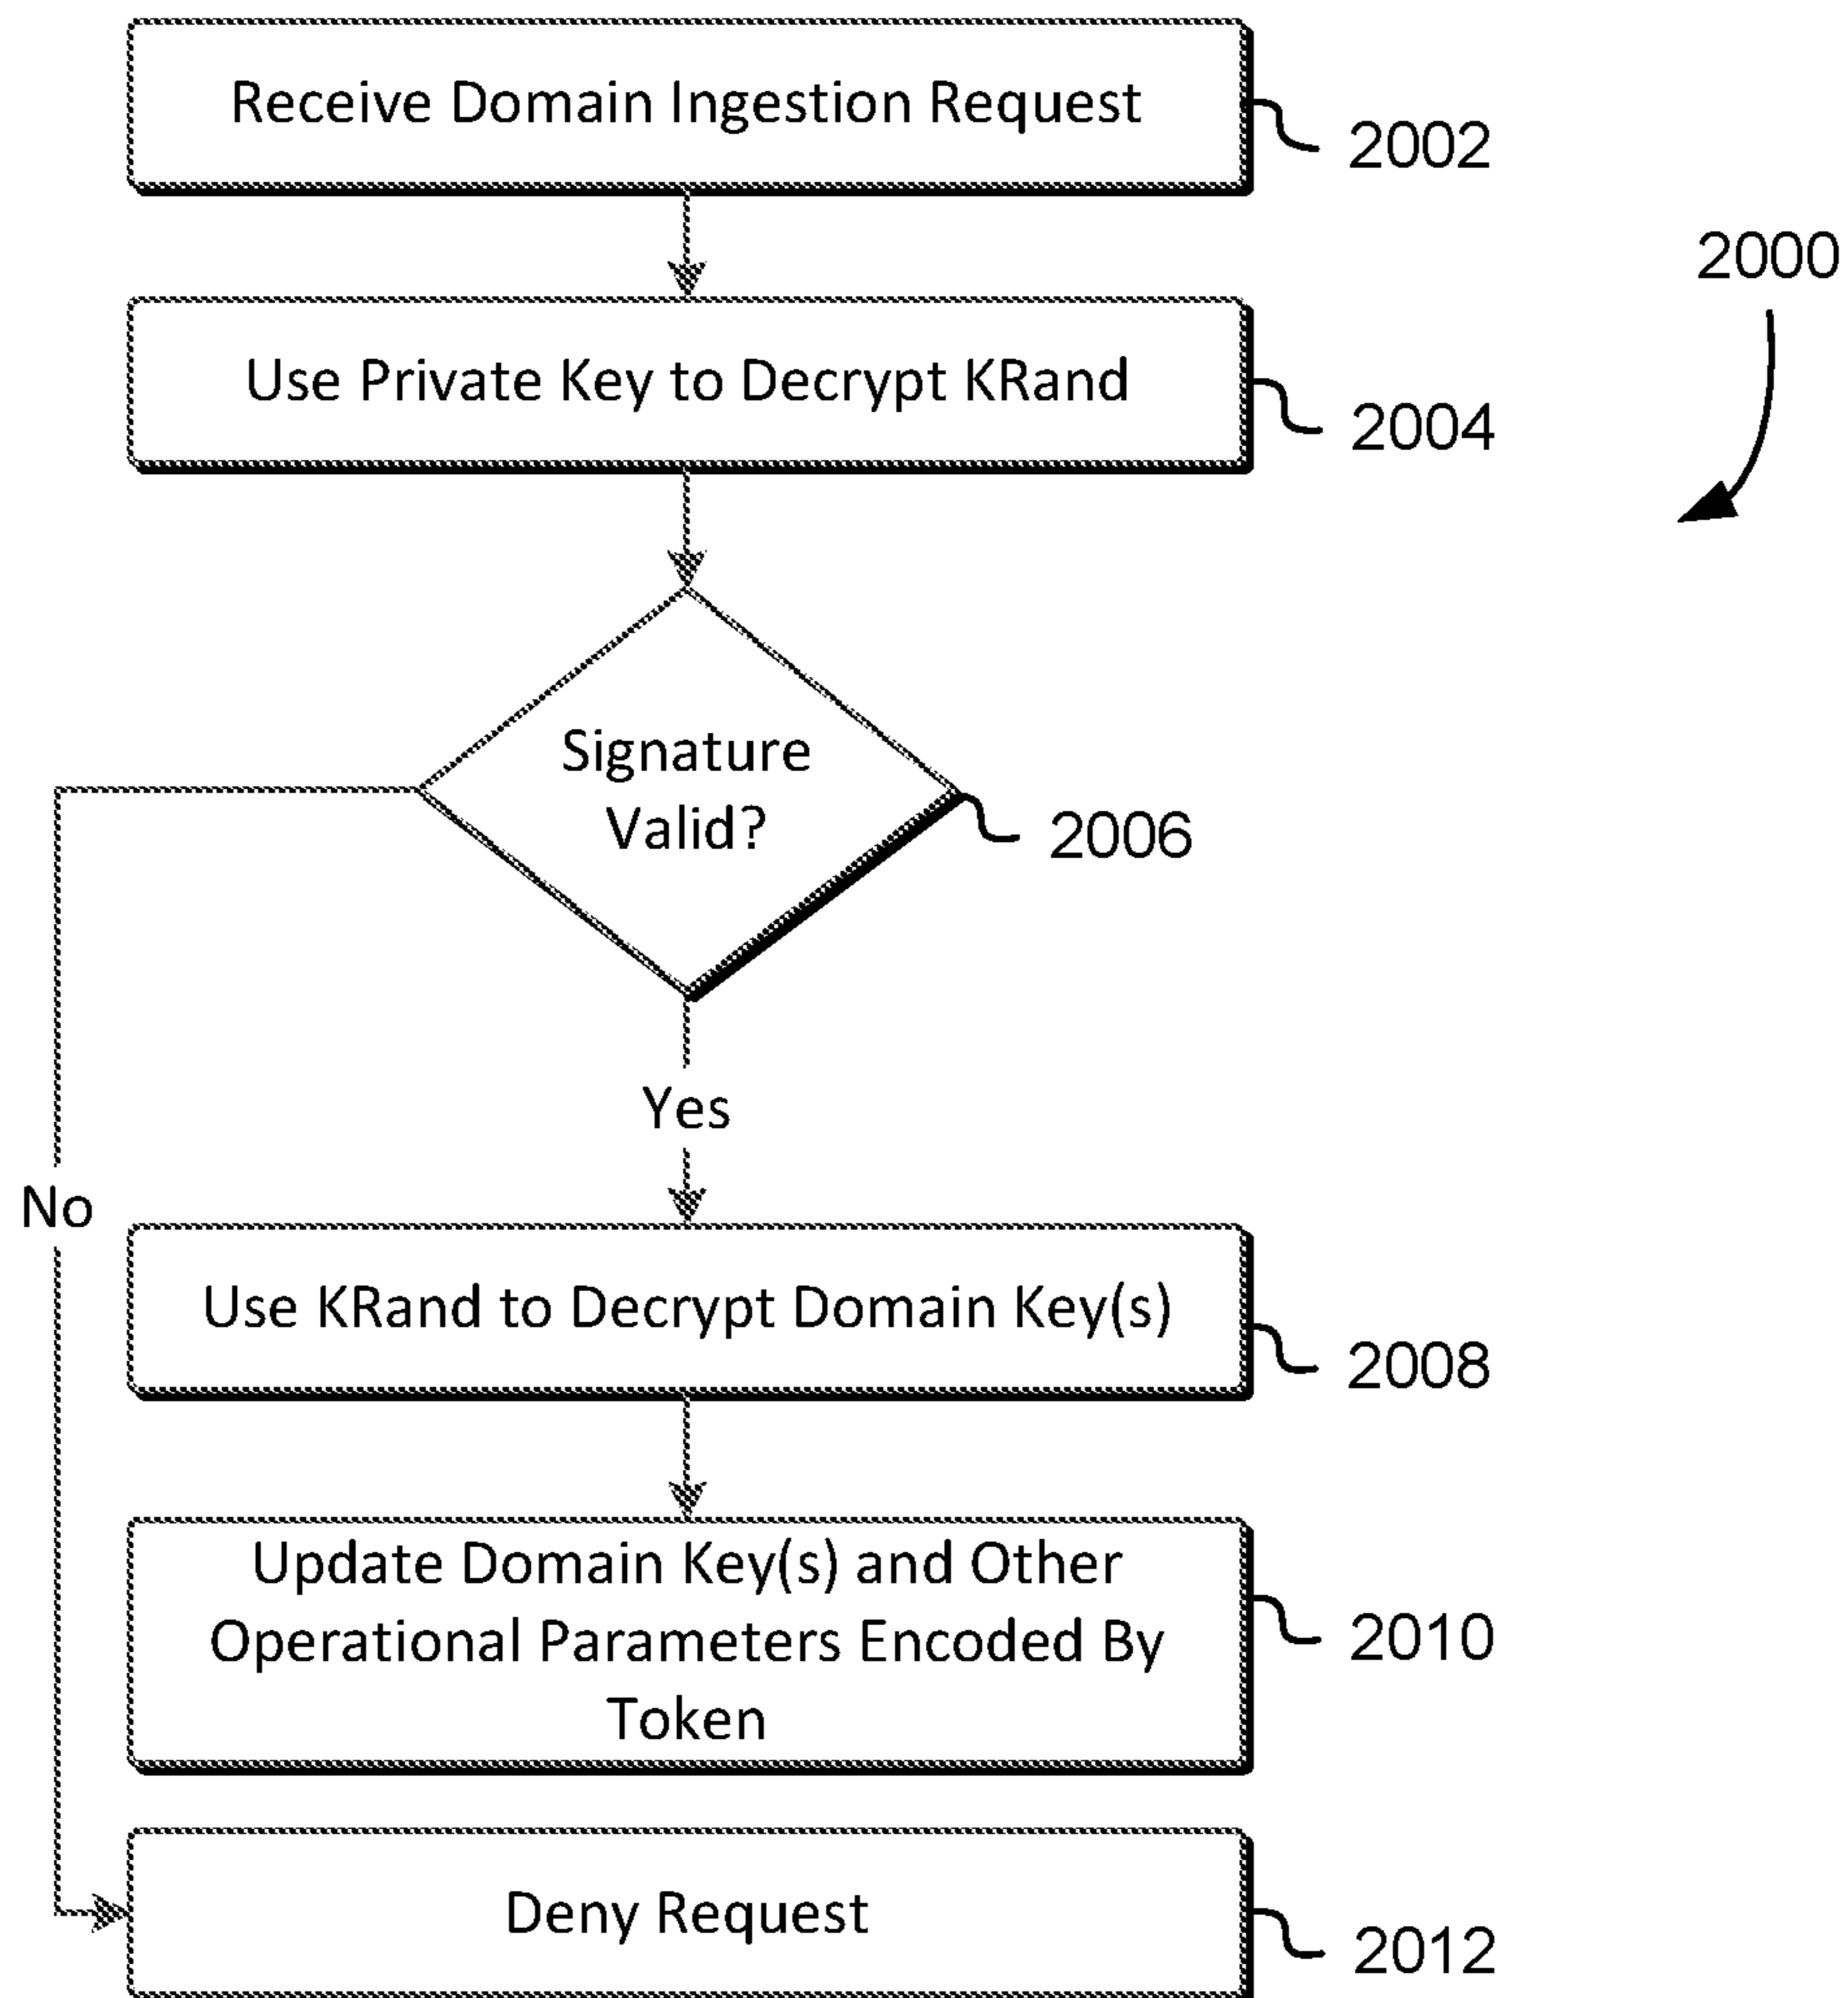 Receive Domain Ingestion Request
2002
2000
Use Private Key to Decrypt KRand
2004
Signature
Valid?
2006
Yes
No
Use KRand to Decrypt Domain Key(s)
2008
Update Domain Key(s) and Other
Operational Parameters Encoded By
Token
2010
Deny Request
2012